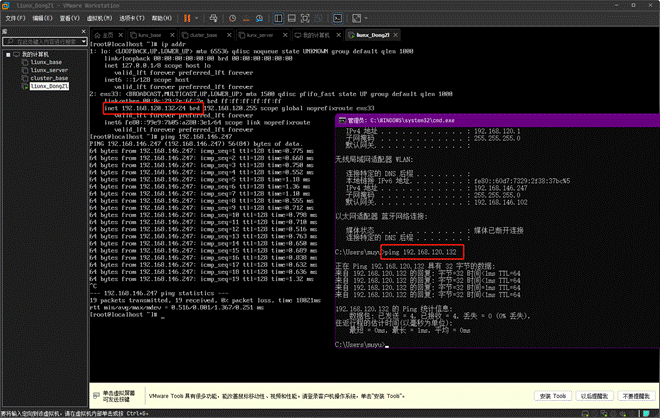 liunx_DongZl - VMware Workstation
文件(F) 编辑(E) 查看(V) 虚拟机(M) 选项卡(T) 帮助(H)
库
主页 liunx_base cluster_base liunx_server 我的计算机 liunx_DongZl
我的计算机
liunx_base
liunx_server
cluster_base
liunx_DongZl
[root@localhost ~]# ip addr
1: lo: <LOOPBACK,UP,LOWER_UP> mtu 65536 qdisc noqueue state UNKNOWN group default qlen 1000
link/loopback 00:00:00:00:00:00 brd 00:00:00:00:00:00
inet 127.0.0.1/8 scope host lo
valid_lft forever preferred_lft forever
inet6 ::1/128 scope host
valid_lft forever preferred_lft forever
2: ens33: <BROADCAST,MULTICAST,UP,LOWER_UP> mtu 1500 qdisc pfifo_fast state UP group default qlen 1000
brd ff:ff:ff:ff:ff:ff
inet 192.168.120.132/24 brd 192.168.120.255 scope global noprefixroute ens33
valid_lft forever preferred_lft forever
inet6 scope link noprefixroute
valid_lft forever preferred_lft forever
[root@localhost ~]# ping 192.168.146.247
PING 192.168.146.247 (192.168.146.247) 56(84) bytes of data.
64 bytes from 192.168.146.247: icmp_seq=1 ttl=128 time=0.775 ms
64 bytes from 192.168.146.247: icmp_seq=2 ttl=128 time=0.668 ms
64 bytes from 192.168.146.247: icmp_seq=3 ttl=128 time=0.750 ms
64 bytes from 192.168.146.247: icmp_seq=4 ttl=128 time=0.552 ms
64 bytes from 192.168.146.247: icmp_seq=5 ttl=128 time=1.18 ms
64 bytes from 192.168.146.247: icmp_seq=6 ttl=128 time=1.36 ms
64 bytes from 192.168.146.247: icmp_seq=7 ttl=128 time=1.10 ms
64 bytes from 192.168.146.247: icmp_seq=8 ttl=128 time=0.555 ms
64 bytes from 192.168.146.247: icmp_seq=9 ttl=128 time=0.712 ms
64 bytes from 192.168.146.247: icmp_seq=10 ttl=128 time=0.798 ms
64 bytes from 192.168.146.247: icmp_seq=11 ttl=128 time=0.710 ms
64 bytes from 192.168.146.247: icmp_seq=12 ttl=128 time=0.516 ms
64 bytes from 192.168.146.247: icmp_seq=13 ttl=128 time=0.763 ms
64 bytes from 192.168.146.247: icmp_seq=14 ttl=128 time=0.650 ms
64 bytes from 192.168.146.247: icmp_seq=15 ttl=128 time=0.689 ms
64 bytes from 192.168.146.247: icmp_seq=16 ttl=128 time=0.838 ms
64 bytes from 192.168.146.247: icmp_seq=17 ttl=128 time=0.632 ms
64 bytes from 192.168.146.247: icmp_seq=18 ttl=128 time=0.636 ms
64 bytes from 192.168.146.247: icmp_seq=19 ttl=128 time=1.32 ms
^C
--- 192.168.146.247 ping statistics ---
19 packets transmitted, 19 received, 0% packet loss, time 18021ms
rtt min/avg/max/mdev = 0.516/0.801/1.367/0.251 ms
[root@localhost ~]# _
管理员: C:\WINDOWS\system32\cmd.exe
IPv4 地址 . . . . . . . . . . . . : 192.168.120.1
子网掩码 . . . . . . . . . . . . : 255.255.255.0
默认网关. . . . . . . . . . . . . :
无线局域网适配器 WLAN:
连接特定的 DNS 后缀 . . . . . . . :
本地链接 IPv6 地址. . . . . . . . : fe80::60d7:7329:2f38:37bc%5
IPv4 地址 . . . . . . . . . . . . : 192.168.146.247
子网掩码 . . . . . . . . . . . . : 255.255.255.0
默认网关. . . . . . . . . . . . . : 192.168.146.102
以太网适配器 蓝牙网络连接:
媒体状态 . . . . . . . . . . . . : 媒体已断开连接
连接特定的 DNS 后缀 . . . . . . . :
C:\Users\muyu>ping 192.168.120.132
正在 Ping 192.168.120.132 具有 32 字节的数据:
来自 192.168.120.132 的回复: 字节=32 时间<1ms TTL=64
来自 192.168.120.132 的回复: 字节=32 时间<1ms TTL=64
来自 192.168.120.132 的回复: 字节=32 时间<1ms TTL=64
来自 192.168.120.132 的回复: 字节=32 时间<1ms TTL=64
192.168.120.132 的 Ping 统计信息:
数据包: 已发送 = 4, 已接收 = 4, 丢失 = 0 (0% 丢失),
往返行程的估计时间(以毫秒为单位):
最短 = 0ms, 最长 = 1ms, 平均 = 0ms
C:\Users\muyu>
单击虚拟屏幕
可发送按键
VMware Tools 具有很多功能，能改善鼠标移动性、视频和性能。请登录客户机操作系统，单击“安装 Tools”。
安装 Tools 以后提醒我 不要提醒我
要将输入定向到该虚拟机，请在虚拟机内部单击或按 Ctrl+G。